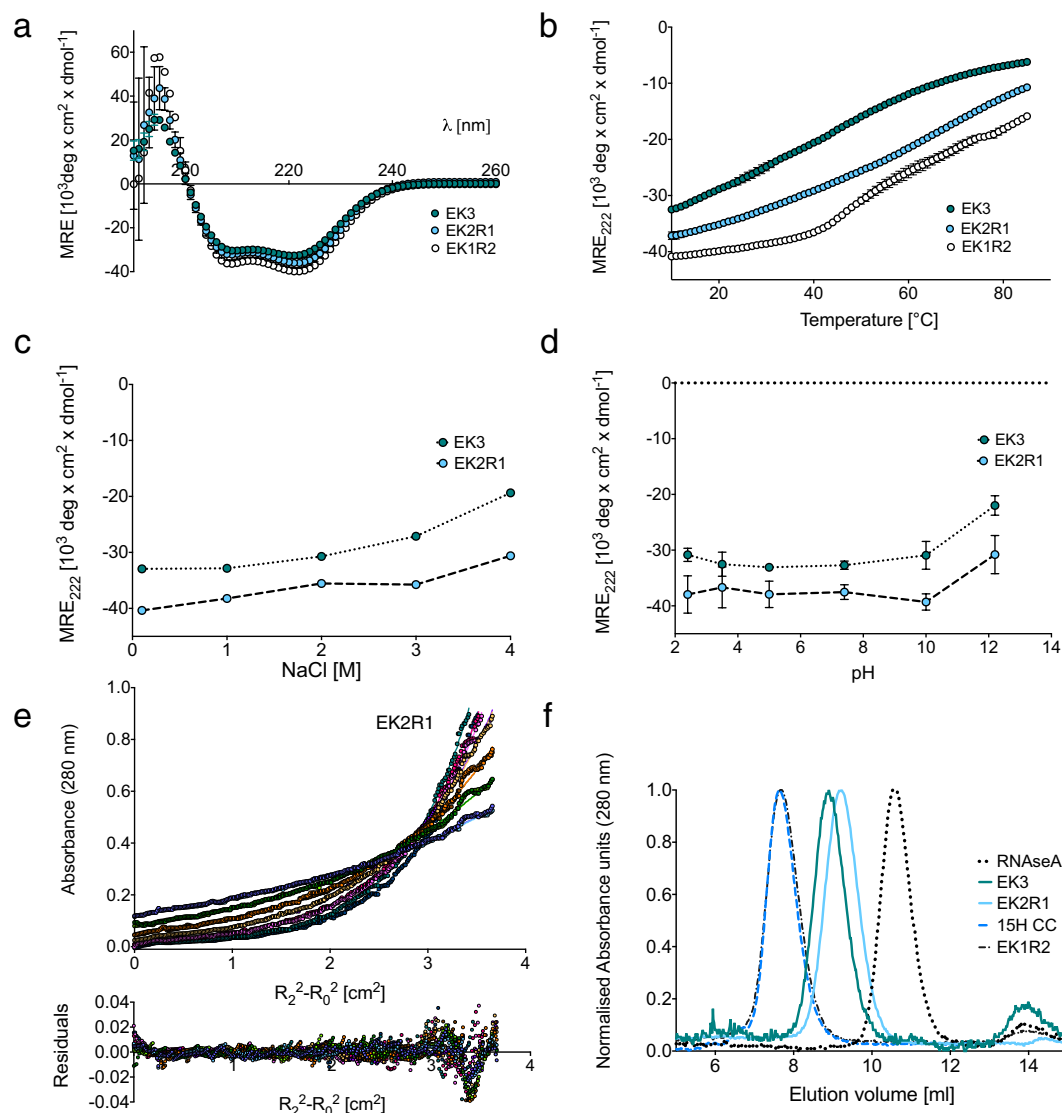 a
MRE [10³deg x cm² x dmol⁻¹]
60
40
20
0
-20
-40
λ [nm]
200
220
240
260
EK3
EK2R1
EK1R2
b
MRE₂₂₂ [10³ deg x cm² x dmol⁻¹]
0
-10
-20
-30
-40
20
40
60
80
Temperature [°C]
EK3
EK2R1
EK1R2
c
MRE₂₂₂ [10³ deg x cm² x dmol⁻¹]
0
-10
-20
-30
-40
0
1
2
3
4
NaCl [M]
EK3
EK2R1
d
MRE₂₂₂ [10³ deg x cm² x dmol⁻¹]
0
-10
-20
-30
-40
2
4
6
8
10
12
14
pH
EK3
EK2R1
e
Absorbance (280 nm)
1.0
0.8
0.6
0.4
0.2
0.0
EK2R1
0
1
2
3
4
R₂²-R₀² [cm²]
Residuals
0.04
0.02
0.00
-0.02
-0.04
1
2
3
4
R₂²-R₀² [cm²]
f
Normalised Absorbance units (280 nm)
1.0
0.8
0.6
0.4
0.2
0.0
6
8
10
12
14
Elution volume [ml]
RNAseA
EK3
EK2R1
15H CC
EK1R2